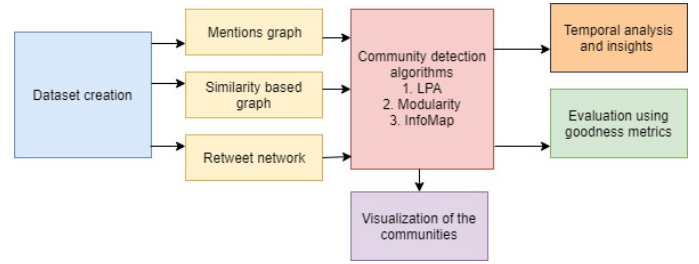 Dataset creation
Mentions graph
Similarity based
graph
Retweet network
Community detection
algorithms
1. LPA
2. Modularity
3. InfoMap
Temporal analysis
and insights
Evaluation using
goodness metrics
Visualization of the
communities